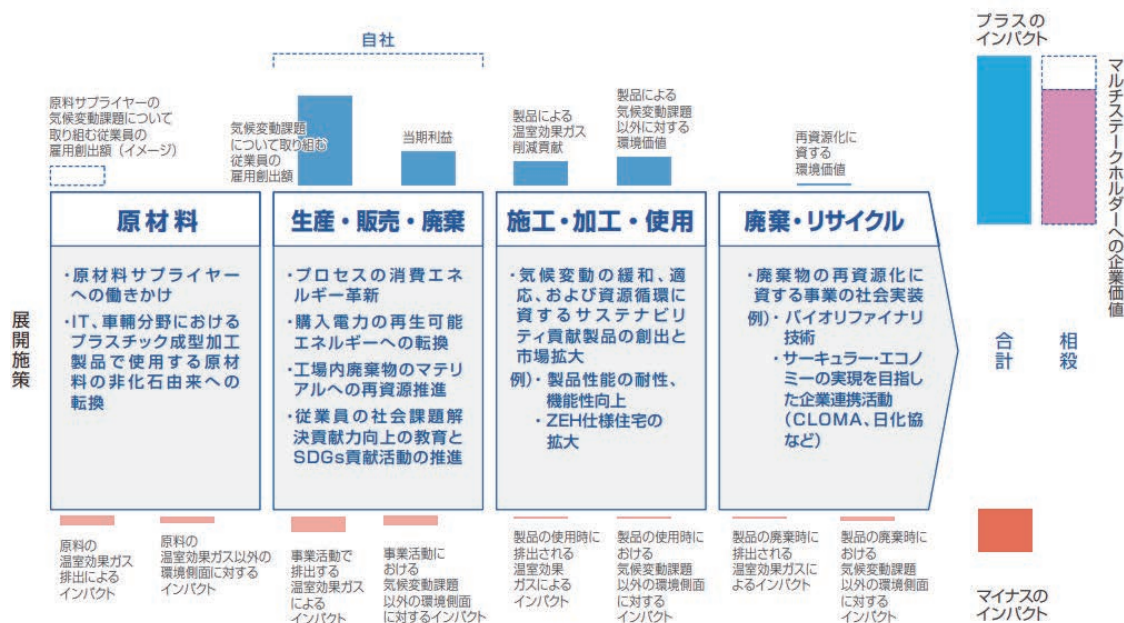 自社
原料サプライヤーの
気候変動課題について
取り組む従業員の
雇用創出額（イメージ）
気候変動課題
について取り組む
従業員の
雇用創出額
当期利益
製品による
温室効果ガス
削減貢献
製品による
気候変動課題
以外に対する
環境価値
再資源化に
資する
環境価値
プラスの
インパクト
マルチステークホルダーへの企業価値
展開施策
原材料
・原材料サプライヤー
への働きかけ
・IT、車輌分野における
プラスチック成型加工
製品で使用する原材
料の非化石由来への
転換
生産・販売・廃棄
・プロセスの消費エネ
ルギー革新
・購入電力の再生可能
エネルギーへの転換
・工場内廃棄物のマテ
リアルへの再資源推進
・従業員の社会課題解
決貢献力向上の教育と
SDGs貢献活動の推進
施工・加工・使用
・気候変動の緩和、適
応、および資源循環に
資するサステナビリ
ティ貢献製品の創出と
市場拡大
例）・製品性能の耐性、
機能性向上
・ZEH仕様住宅の
拡大
廃棄・リサイクル
・廃棄物の再資源化に
資する事業の社会実装
例）・バイオリファイナリ
技術
・サーキュラー・エコノ
ミーの実現を目指し
た企業連携活動
（CLOMA、日化協
など）
合計
相殺
原料の
温室効果ガス
排出による
インパクト
原料の
温室効果ガス以外の
環境側面に対する
インパクト
事業活動で
排出する
温室効果ガス
による
インパクト
事業活動に
おける
気候変動課題
以外の環境側面
に対するインパクト
製品の使用時に
排出される
温室効果
ガスによる
インパクト
製品の使用時に
おける
気候変動課題
以外の環境側面
に対する
インパクト
製品の廃棄時に
排出される
温室効果ガスに
よるインパクト
製品の廃棄時に
おける
気候変動課題
以外の環境側面
に対する
インパクト
マイナスの
インパクト